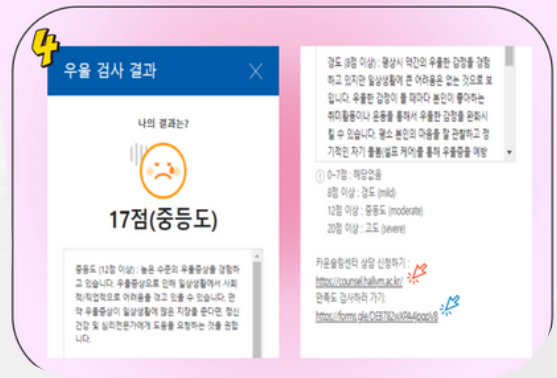 4
우울 검사 결과
나의 결과는?
17점(중등도)
중등도 (12점 이상) : 높은 수준의 우울증상을 경험하
고 있습니다. 우울증상으로 인해 일상생활에서 사회
적/직업적으로 어려움을 겪고 있을 수 있습니다. 만
약 우울증상이 일상생활에 많은 지장을 준다면, 정신
건강 및 심리전문가에게 도움을 요청하는 것을 권합
니다.
경도 (8점 이상) : 평상시 약간의 우울한 감정을 경험
하고 있지만 일상생활에 큰 어려움은 없는 것으로 보
입니다. 우울한 감정이 들 때마다 본인이 좋아하는
취미활동이나 운동을 통해서 우울한 감정을 완화시
킬 수 있습니다. 평소 본인의 마음을 잘 관찰하고 정
기적인 자기 돌봄(셀프 케어)을 통해 우울증을 예방
① 0~7점 : 해당없음
8점 이상 : 경도 (mild)
12점 이상 : 중등도 (moderate)
20점 이상 : 고도 (severe)
카운슬링센터 상담 신청하기 :
https://counsel.hallym.ac.kr/
만족도 검사하러 가기: